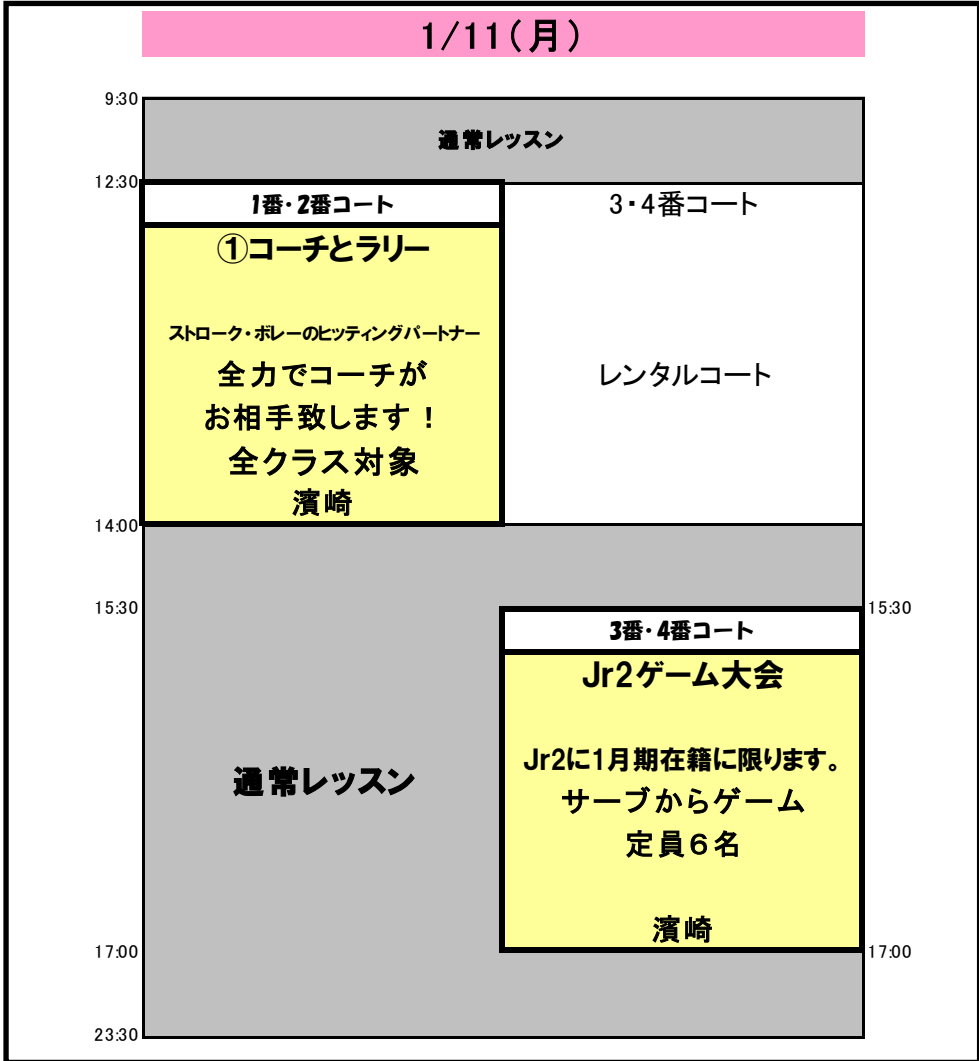 1/11(月)
9:30
通常レッスン
12:30
1番・2番コート
①コーチとラリー
ストローク・ボレーのヒッティングパートナー
全力でコーチが
お相手致します！
全クラス対象
濱崎
3・4番コート
レンタルコート
14:00
15:30
15:30
3番・4番コート
Jr2ゲーム大会
Jr2に1月期在籍に限ります。
サーブからゲーム
定員６名
濱崎
通常レッスン
17:00
17:00
23:30